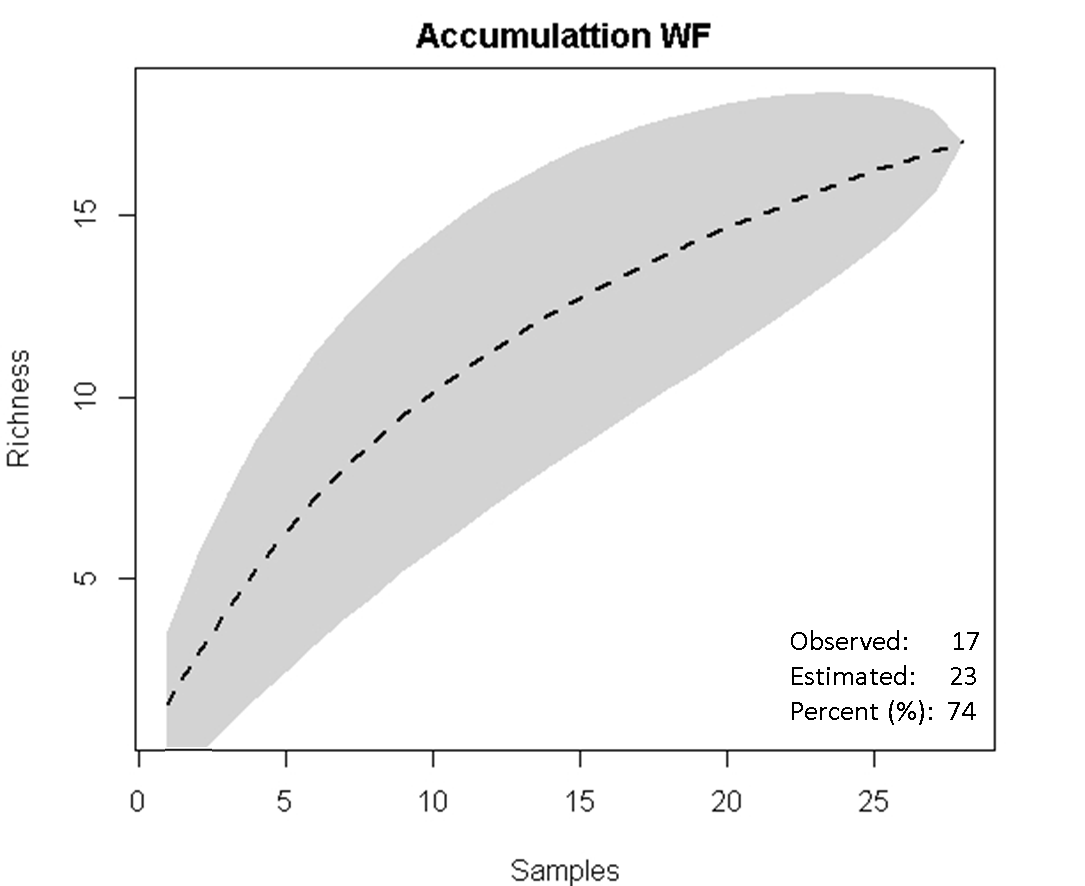 Accumulattion WF
Richness
15
10
5
Observed: 17
Estimated: 23
Percent (%): 74
0 5 10 15 20 25
Samples